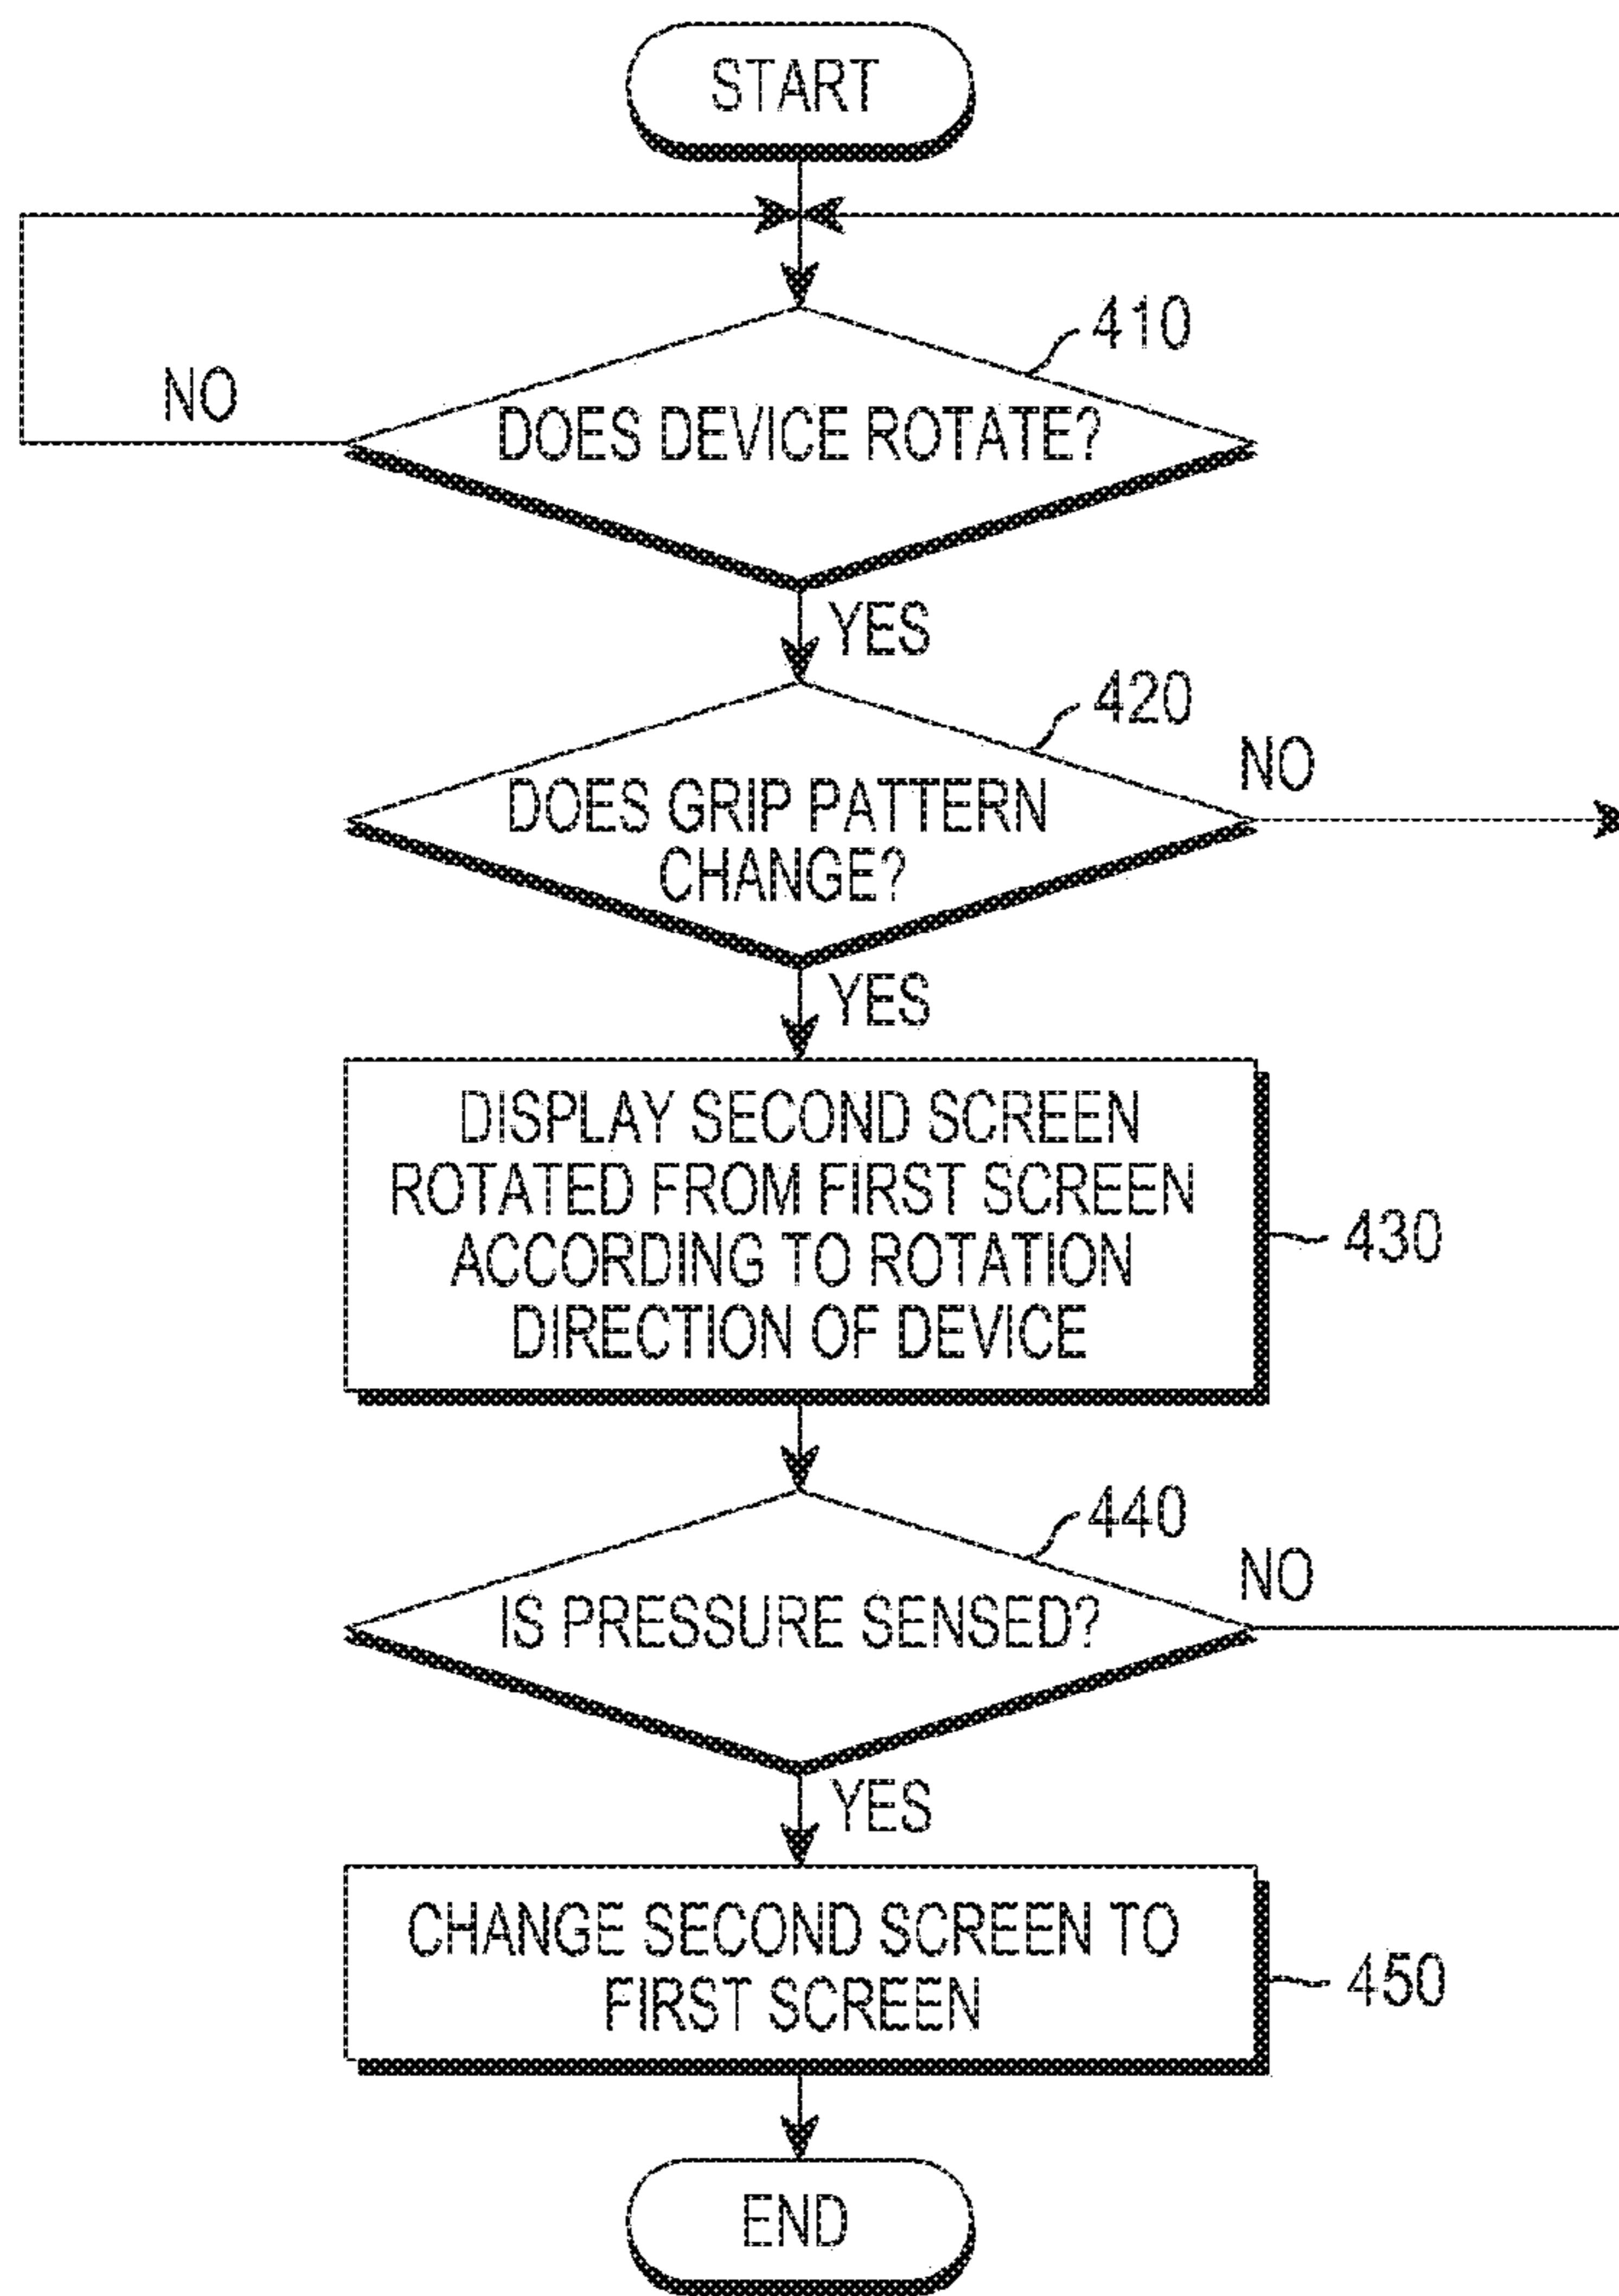 START
410
NO
DOES DEVICE ROTATE?
YES
420
NO
DOES GRIP PATTERN
CHANGE?
YES
DISPLAY SECOND SCREEN
ROTATED FROM FIRST SCREEN
ACCORDING TO ROTATION
DIRECTION OF DEVICE
430
440
NO
IS PRESSURE SENSED?
YES
CHANGE SECOND SCREEN TO
FIRST SCREEN
450
END